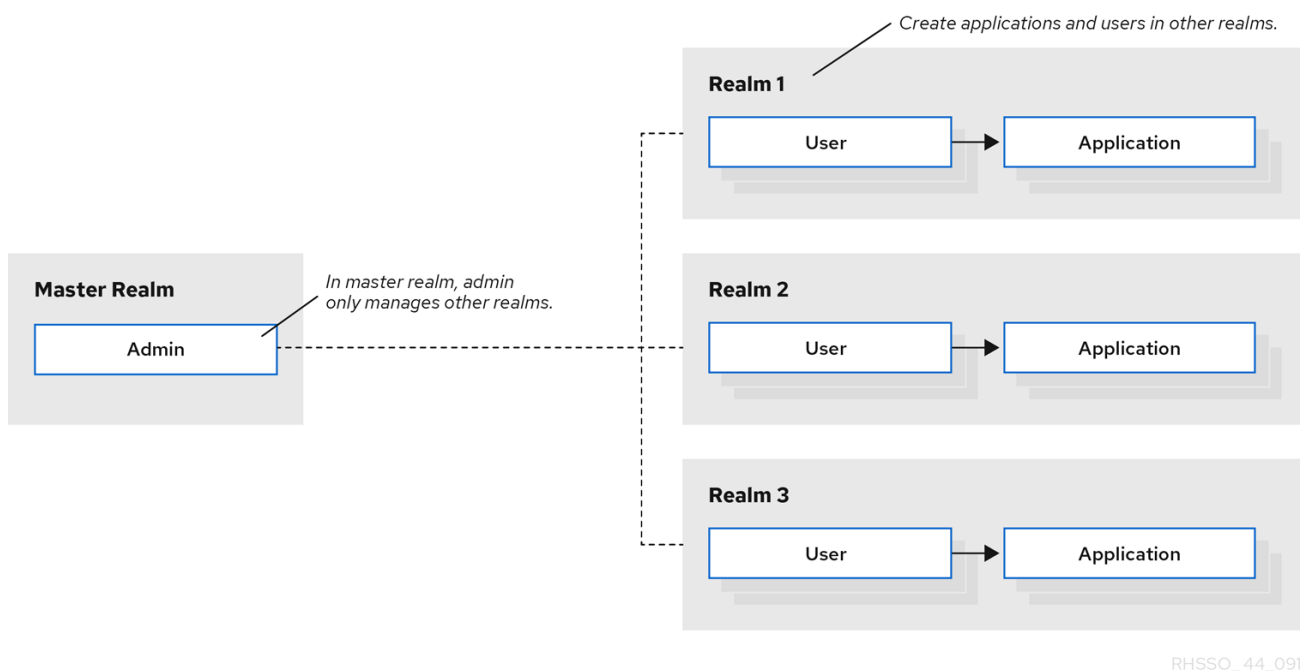 Create applications and users in other realms.
Realm 1
User
Application
In master realm, admin
only manages other realms.
Master Realm
Admin
Realm 2
User
Application
Realm 3
User
Application
RHSSO_44_091